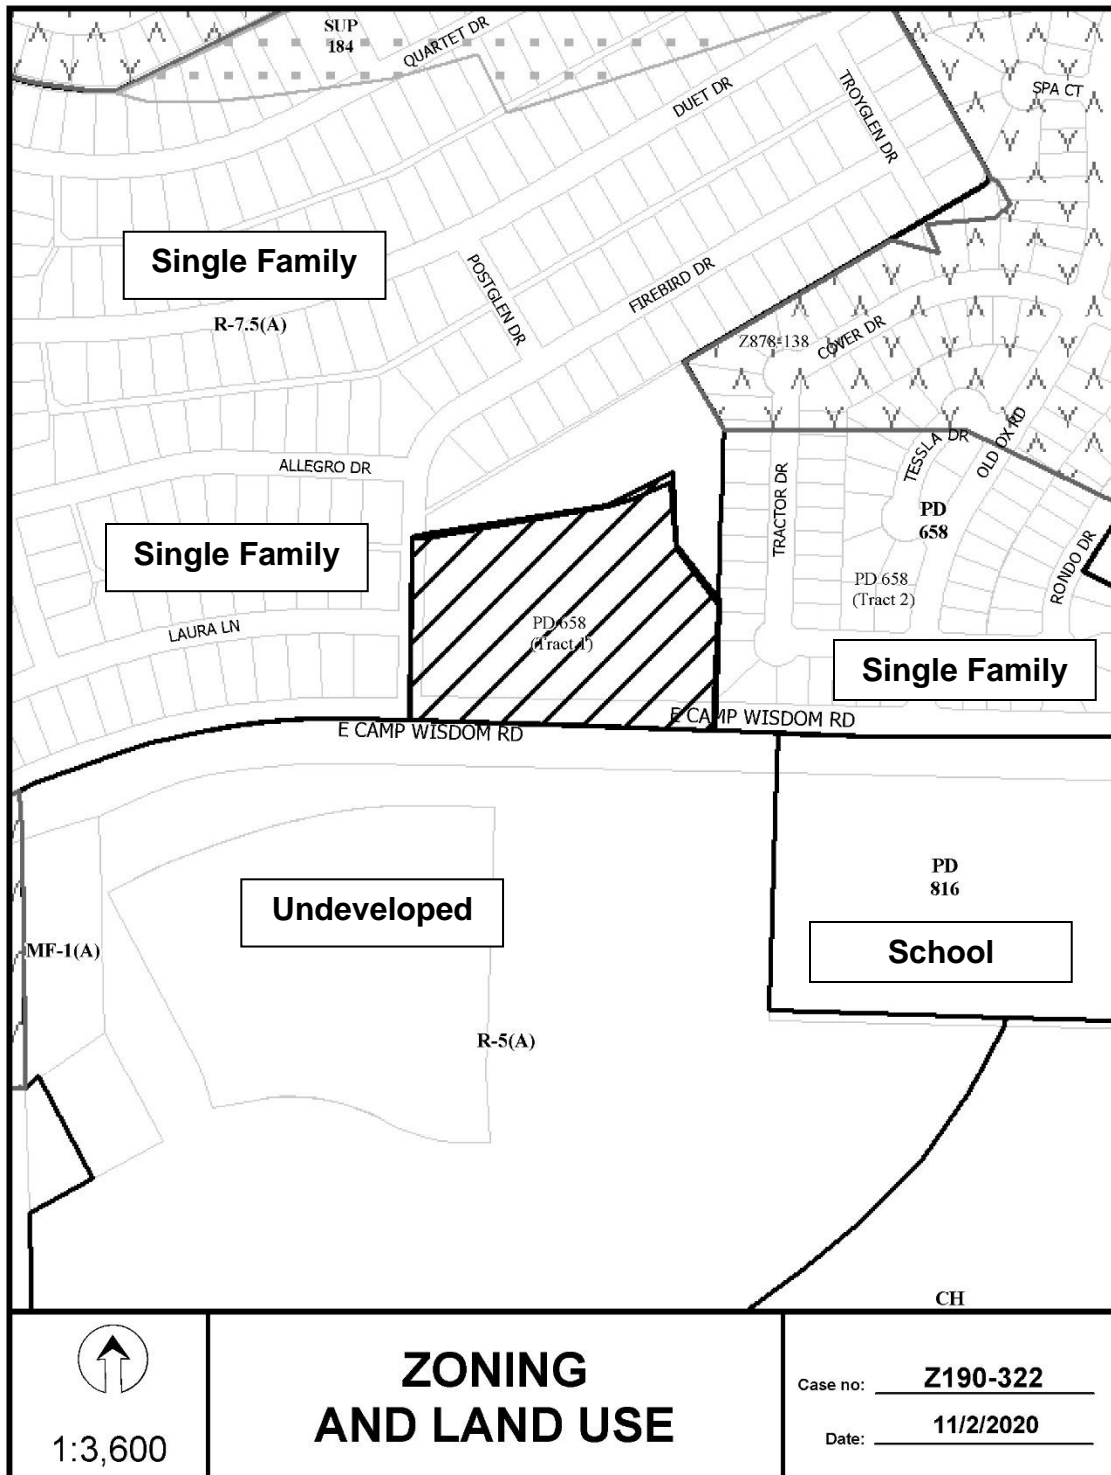 SUP
184
QUARTET DR
DUET DR
TROYGLEN DR
SPA CT
Single Family
R-7.5(A)
POSTGLEN DR
FIREBIRD DR
Z878-138
COVER DR
ALLEGRO DR
TESSLA DR
OLD OX RD
TRACTOR DR
PD
658
RONDO DR
Single Family
PD 658
(Tract 2)
PD 658
(Tract 1)
LAURA LN
Single Family
E CAMP WISDOM RD
E CAMP WISDOM RD
PD
816
Undeveloped
School
MF-1(A)
R-5(A)
CH
1:3,600
ZONING
AND LAND USE
Case no: Z190-322
Date: 11/2/2020